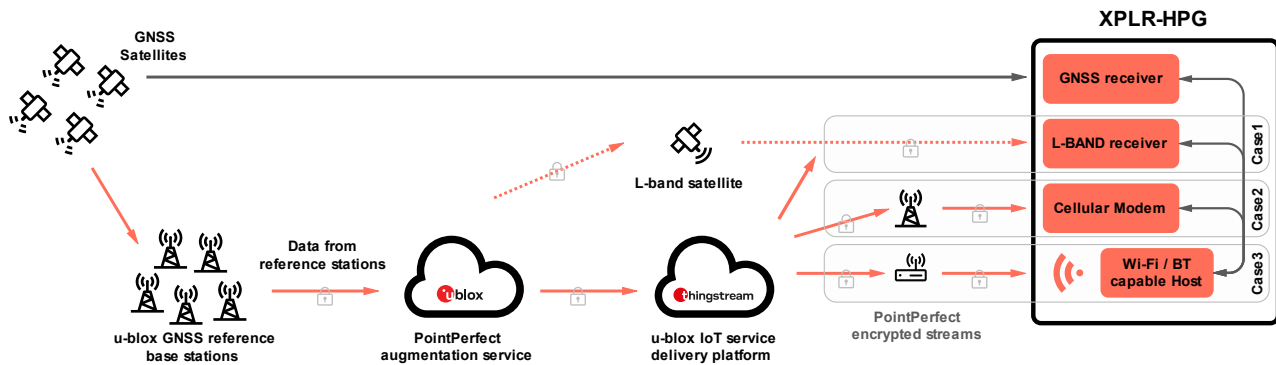 XPLR-HPG
GNSS
Satellites
GNSS receiver
L-BAND receiver
Case1
L-band satellite
Cellular Modem
Case2
Data from
reference stations
ublox
thingstream
Wi-Fi / BT
capable Host
Case3
u-blox GNSS reference
base stations
PointPerfect
augmentation service
u-blox IoT service
delivery platform
PointPerfect
encrypted streams